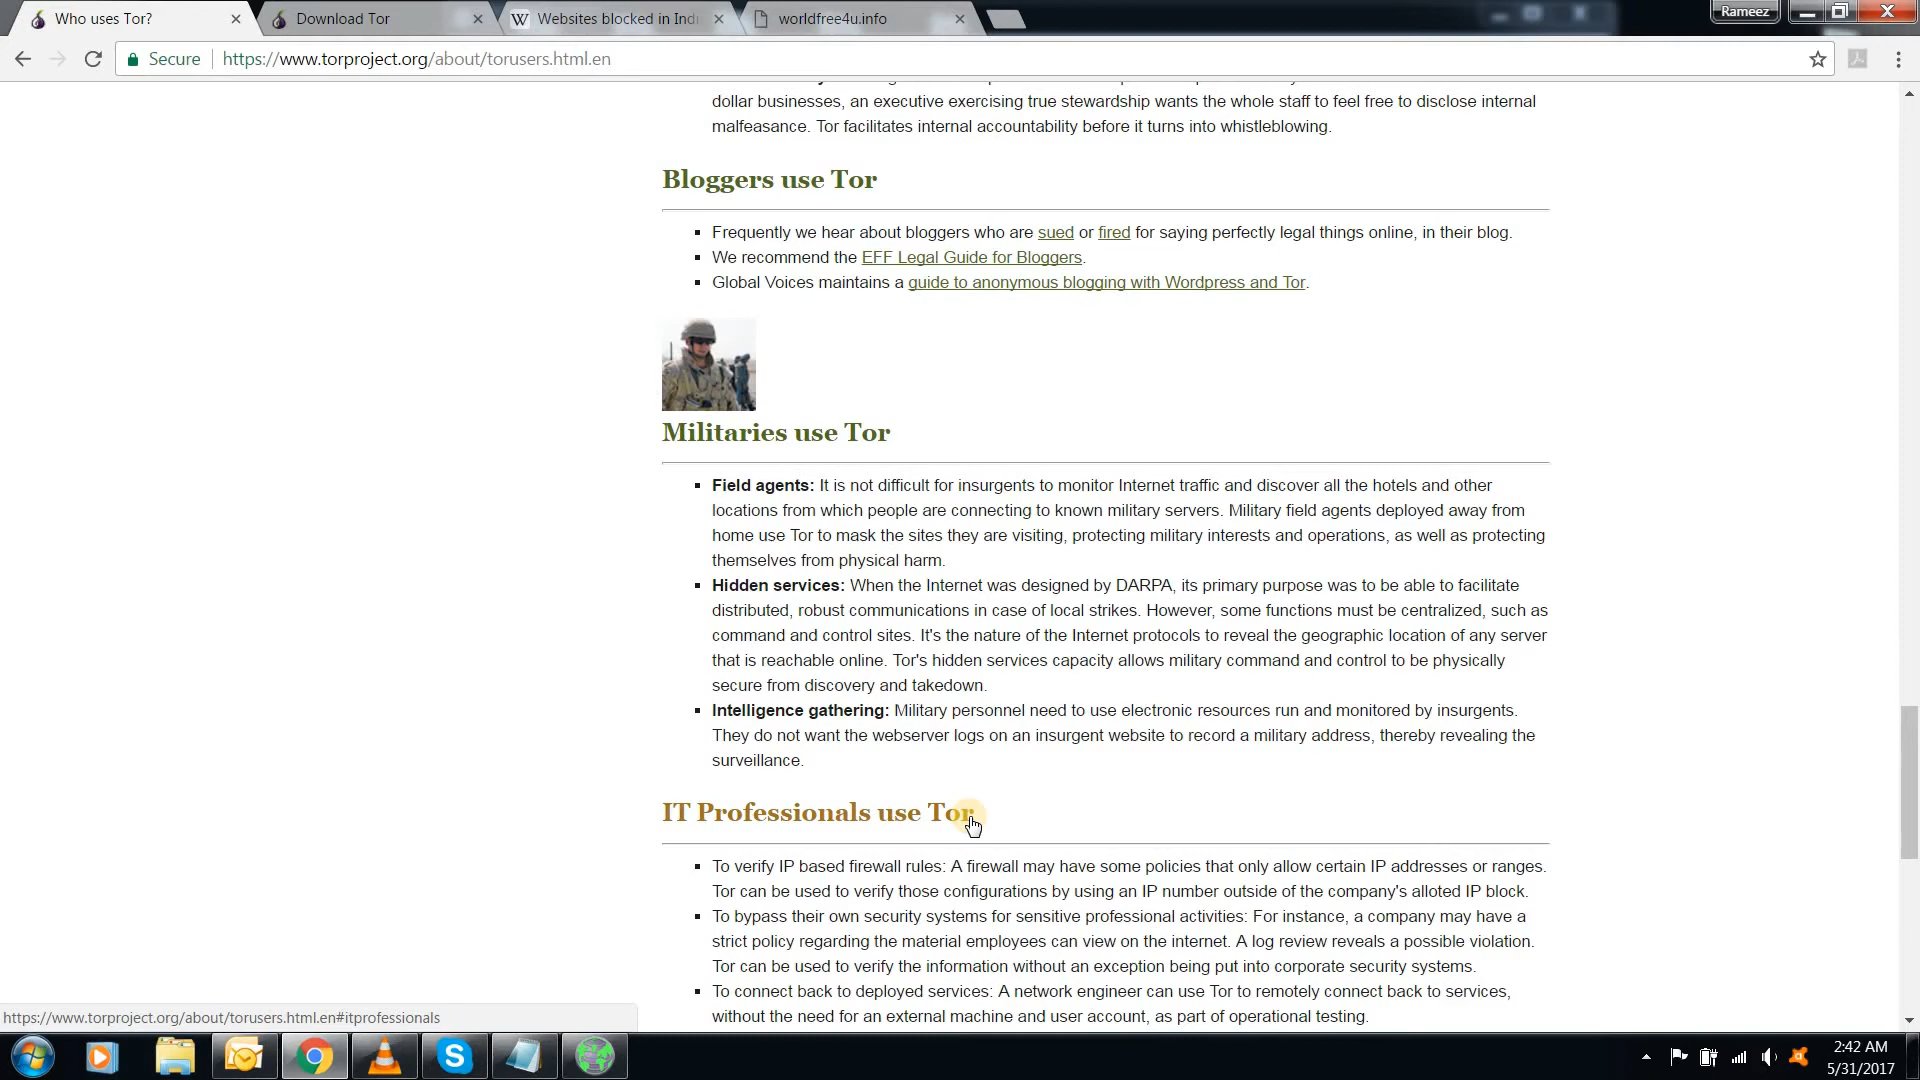 Who uses Tor?
Download Tor
Websites blocked in Ind
worldfree4u.info
Rameez
Secure
https://www.torproject.org/about/torusers.html.en
dollar businesses, an executive exercising true stewardship wants the whole staff to feel free to disclose internal
malfeasance. Tor facilitates internal accountability before it turns into whistleblowing.
Bloggers use Tor
Frequently we hear about bloggers who are sued or fired for saying perfectly legal things online, in their blog.
We recommend the EFF Legal Guide for Bloggers.
Global Voices maintains a guide to anonymous blogging with Wordpress and Tor.
Militaries use Tor
Field agents: It is not difficult for insurgents to monitor Internet traffic and discover all the hotels and other
locations from which people are connecting to known military servers. Military field agents deployed away from
home use Tor to mask the sites they are visiting, protecting military interests and operations, as well as protecting
themselves from physical harm.
Hidden services: When the Internet was designed by DARPA, its primary purpose was to be able to facilitate
distributed, robust communications in case of local strikes. However, some functions must be centralized, such as
command and control sites. It's the nature of the Internet protocols to reveal the geographic location of any server
that is reachable online. Tor's hidden services capacity allows military command and control to be physically
secure from discovery and takedown.
Intelligence gathering: Military personnel need to use electronic resources run and monitored by insurgents.
They do not want the webserver logs on an insurgent website to record a military address, thereby revealing the
surveillance.
IT Professionals use Tor
To verify IP based firewall rules: A firewall may have some policies that only allow certain IP addresses or ranges.
Tor can be used to verify those configurations by using an IP number outside of the company's alloted IP block.
To bypass their own security systems for sensitive professional activities: For instance, a company may have a
strict policy regarding the material employees can view on the internet. A log review reveals a possible violation.
Tor can be used to verify the information without an exception being put into corporate security systems.
To connect back to deployed services: A network engineer can use Tor to remotely connect back to services,
without the need for an external machine and user account, as part of operational testing.
https://www.torproject.org/about/torusers.html.en#itprofessionals
2:42 AM
5/31/2017